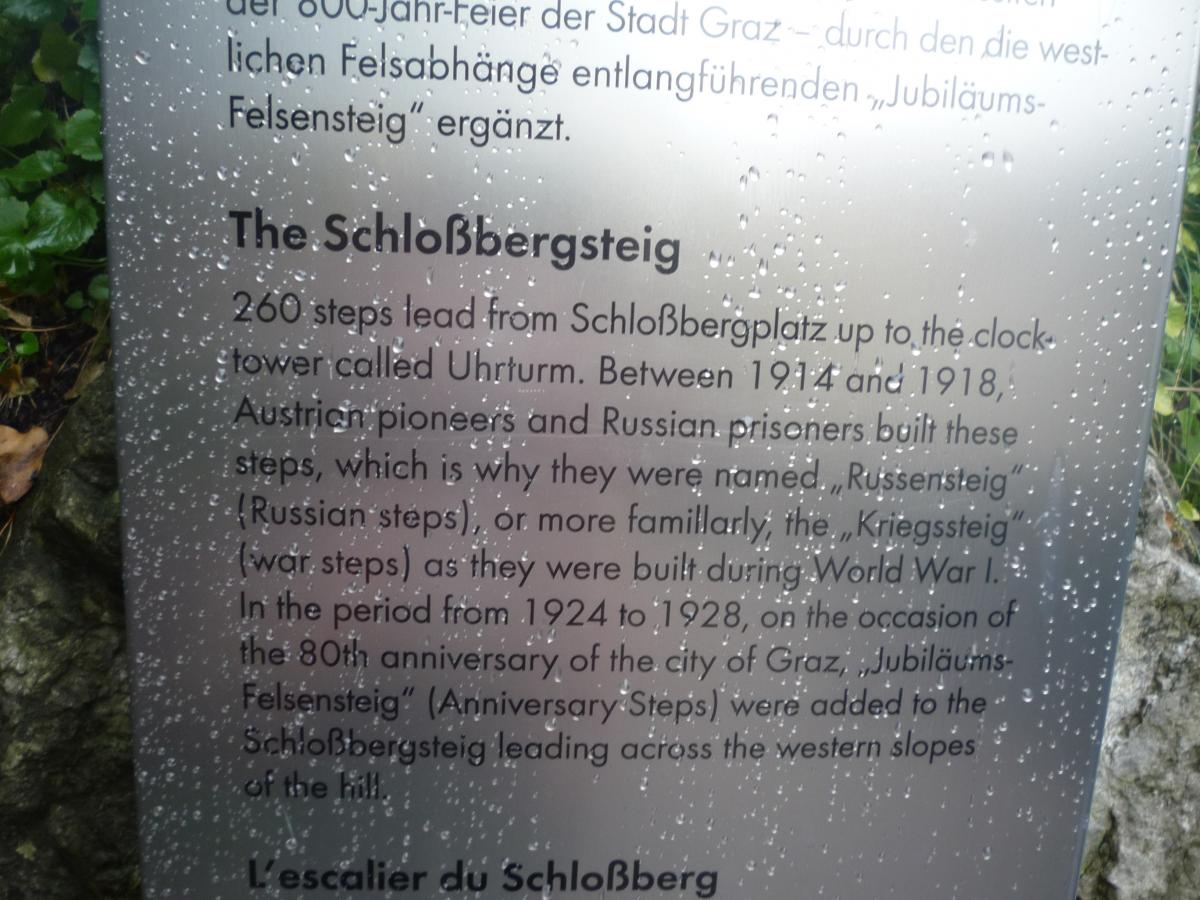 der 800-Jahr-Feier der Stadt Graz – durch den die west-
lichen Felsabhänge entlangführenden „Jubiläums-
Felsensteig“ ergänzt.
The Schloßbergsteig
260 steps lead from Schloßbergplatz up to the clock-
tower called Uhrturm. Between 1914 and 1918,
Austrian pioneers and Russian prisoners built these
steps, which is why they were named „Russensteig“
(Russian steps), or more famillarly, the „Kriegssteig“
(war steps) as they were built during World War I.
In the period from 1924 to 1928, on the occasion of
the 80th anniversary of the city of Graz, „Jubiläums-
Felsensteig“ (Anniversary Steps) were added to the
Schloßbergsteig leading across the western slopes
of the hill.
L’escalier du Schloßberg